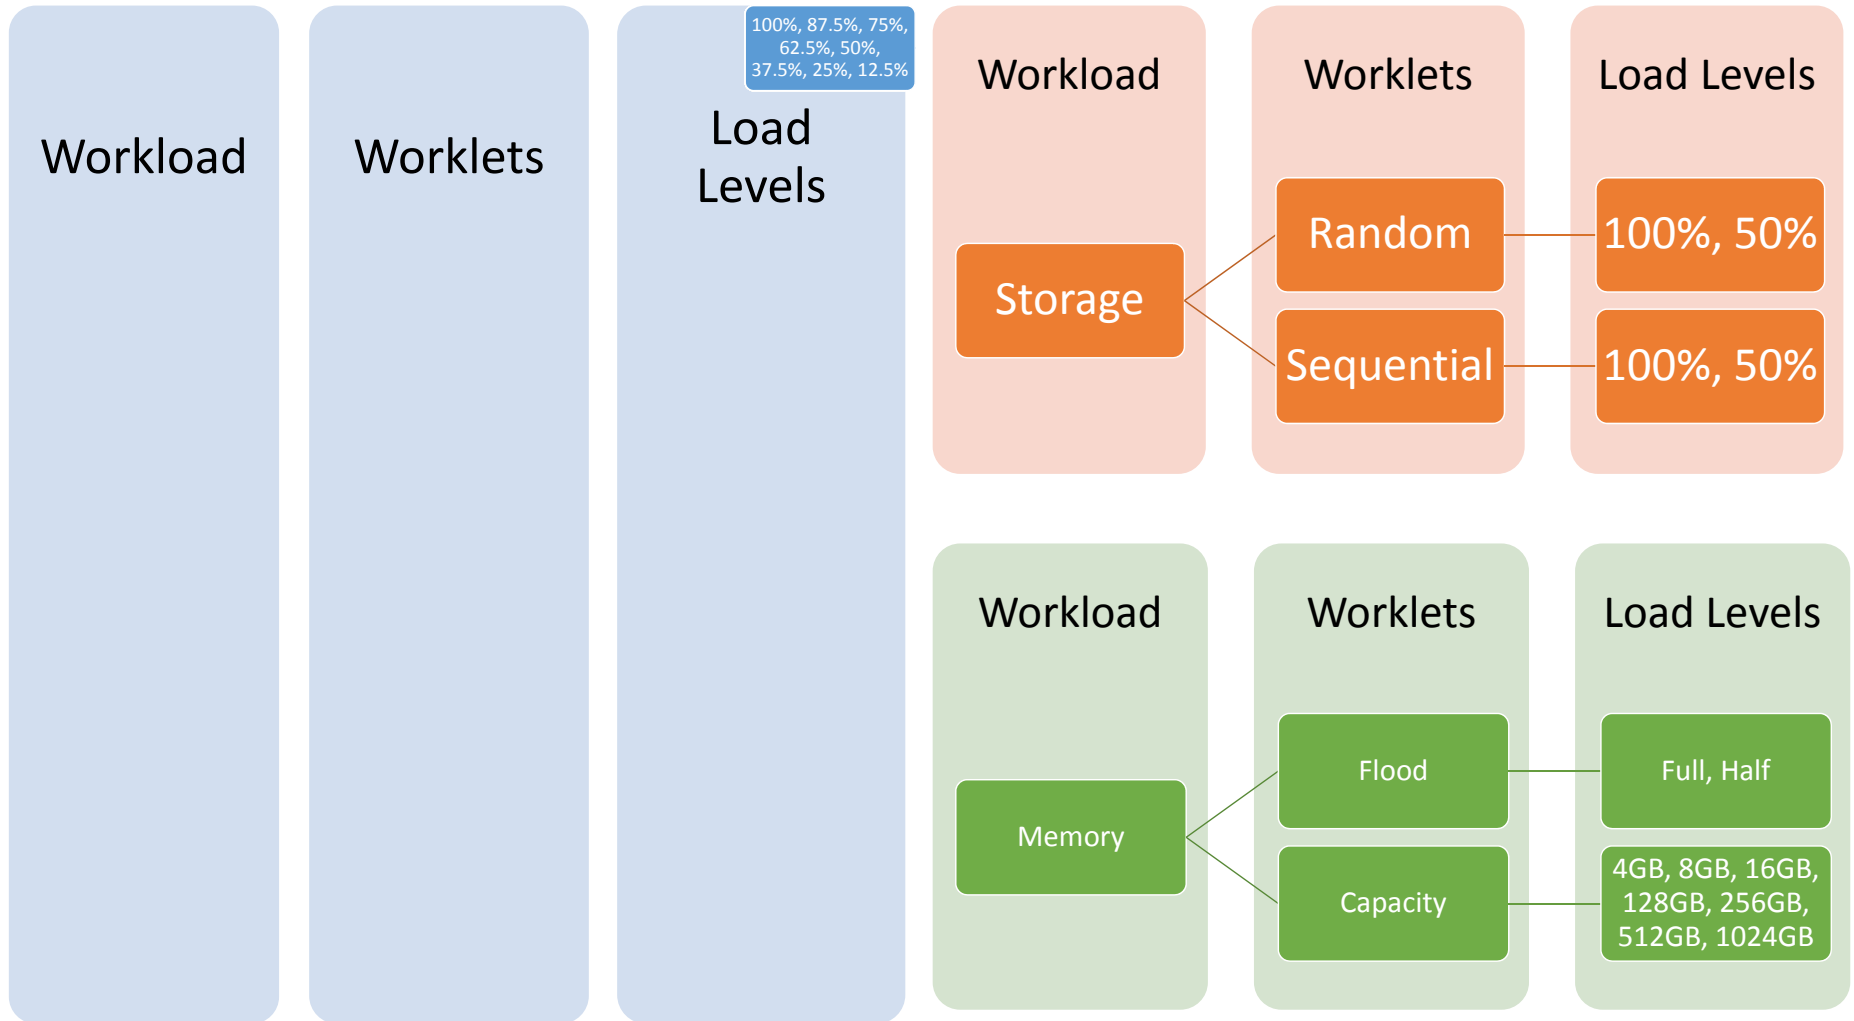 Workload
Worklets
100%, 87.5%, 75%,
62.5%, 50%,
37.5%, 25%, 12.5%
Load
Levels
Workload
Worklets
Load Levels
Storage
Random
100%, 50%
Sequential
100%, 50%
Workload
Worklets
Load Levels
Memory
Flood
Full, Half
Capacity
4GB, 8GB, 16GB,
128GB, 256GB,
512GB, 1024GB